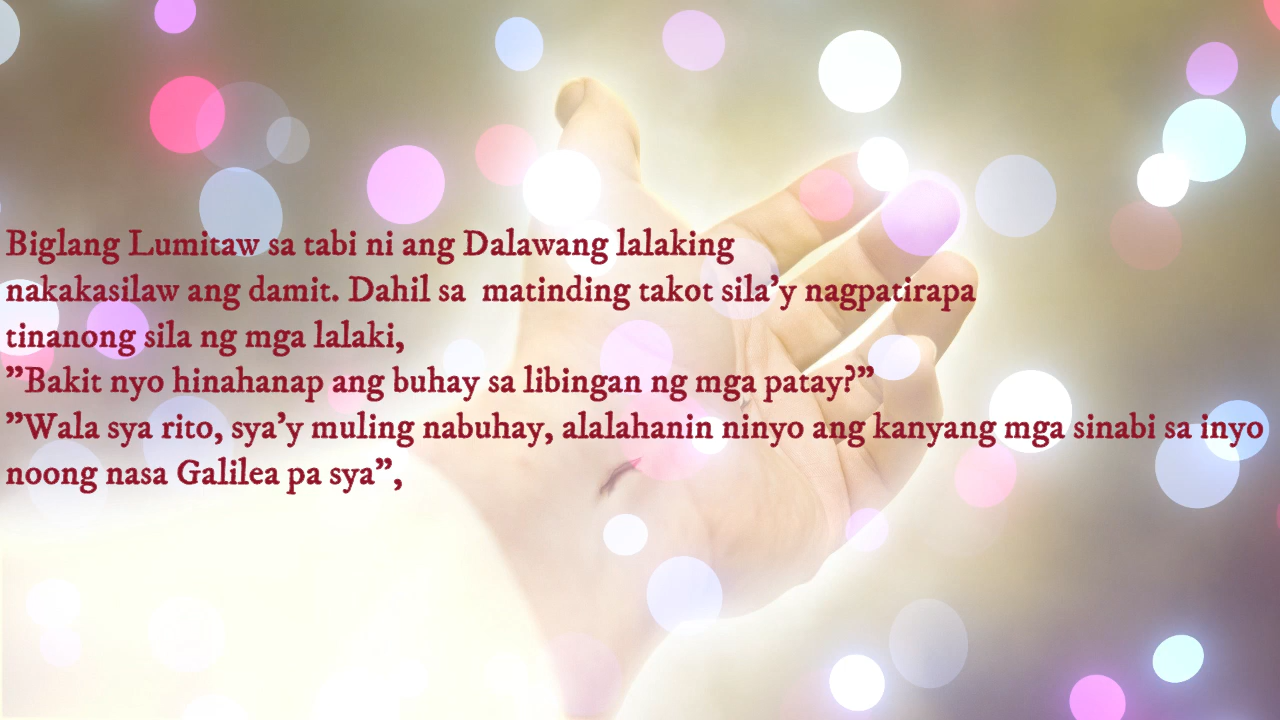 Biglang Lumitaw sa tabi ni ang Dalawang lalaking
nakakasilaw ang damit. Dahil sa  matinding takot sila'y nagpatirapa
tinanong sila ng mga lalaki,
”Bakit nyo hinahanap ang buhay sa libingan ng mga patay?”
”Wala sya rito, sya'y muling nabuhay, alalahanin ninyo ang kanyang mga sinabi sa inyo
noong nasa Galilea pa sya”,